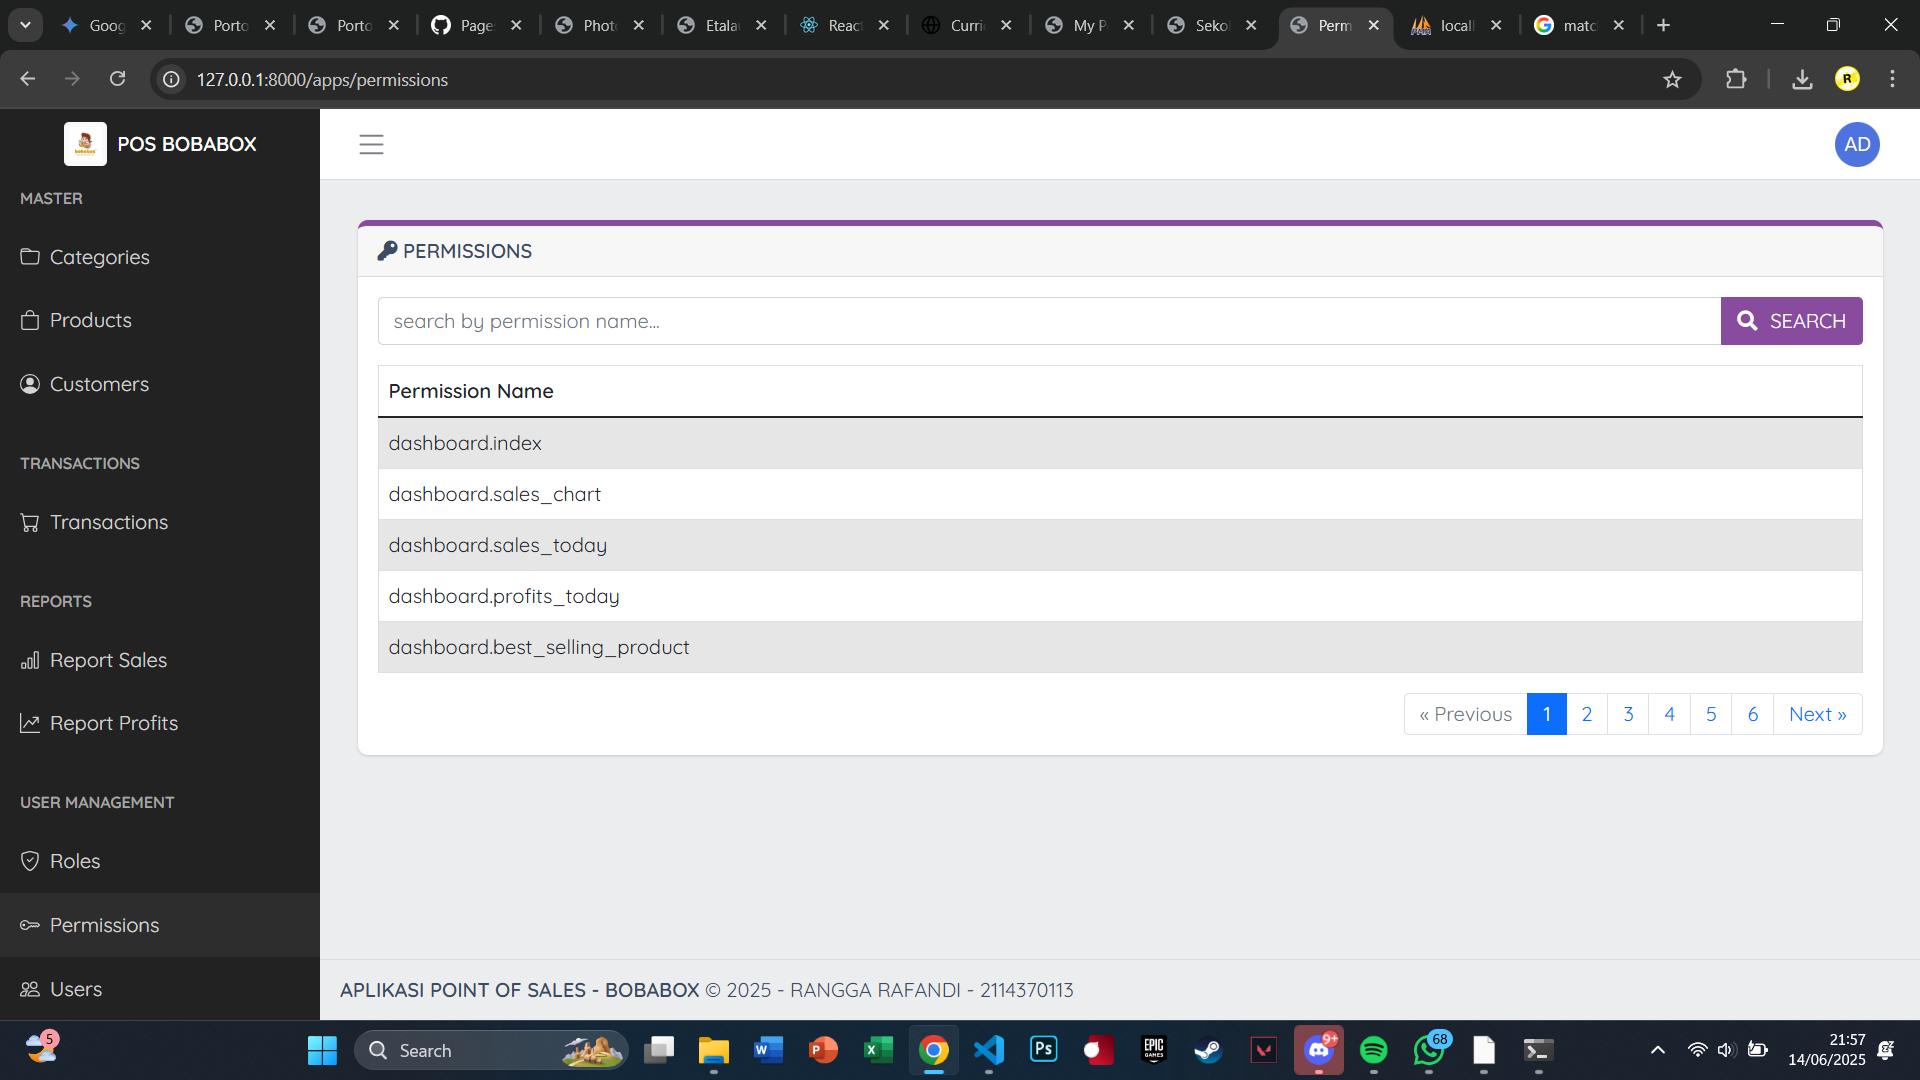 Goog
Porto
Porto
Page
Phot
Etala
React
Curri
My P
Seko
Perm
locall
matc
127.0.0.1:8000/apps/permissions
R
POS BOBABOX
AD
MASTER
Categories
Products
Customers
TRANSACTIONS
Transactions
REPORTS
Report Sales
Report Profits
USER MANAGEMENT
Roles
Permissions
Users
PERMISSIONS
search by permission name...
SEARCH
Permission Name
dashboard.index
dashboard.sales_chart
dashboard.sales_today
dashboard.profits_today
dashboard.best_selling_product
« Previous 1 2 3 4 5 6 Next »
APLIKASI POINT OF SALES - BOBABOX © 2025 - RANGGA RAFANDI - 2114370113
5
Search
W
P
X
Ps
EPIC GAMES
9+
68
21:57
14/06/2025